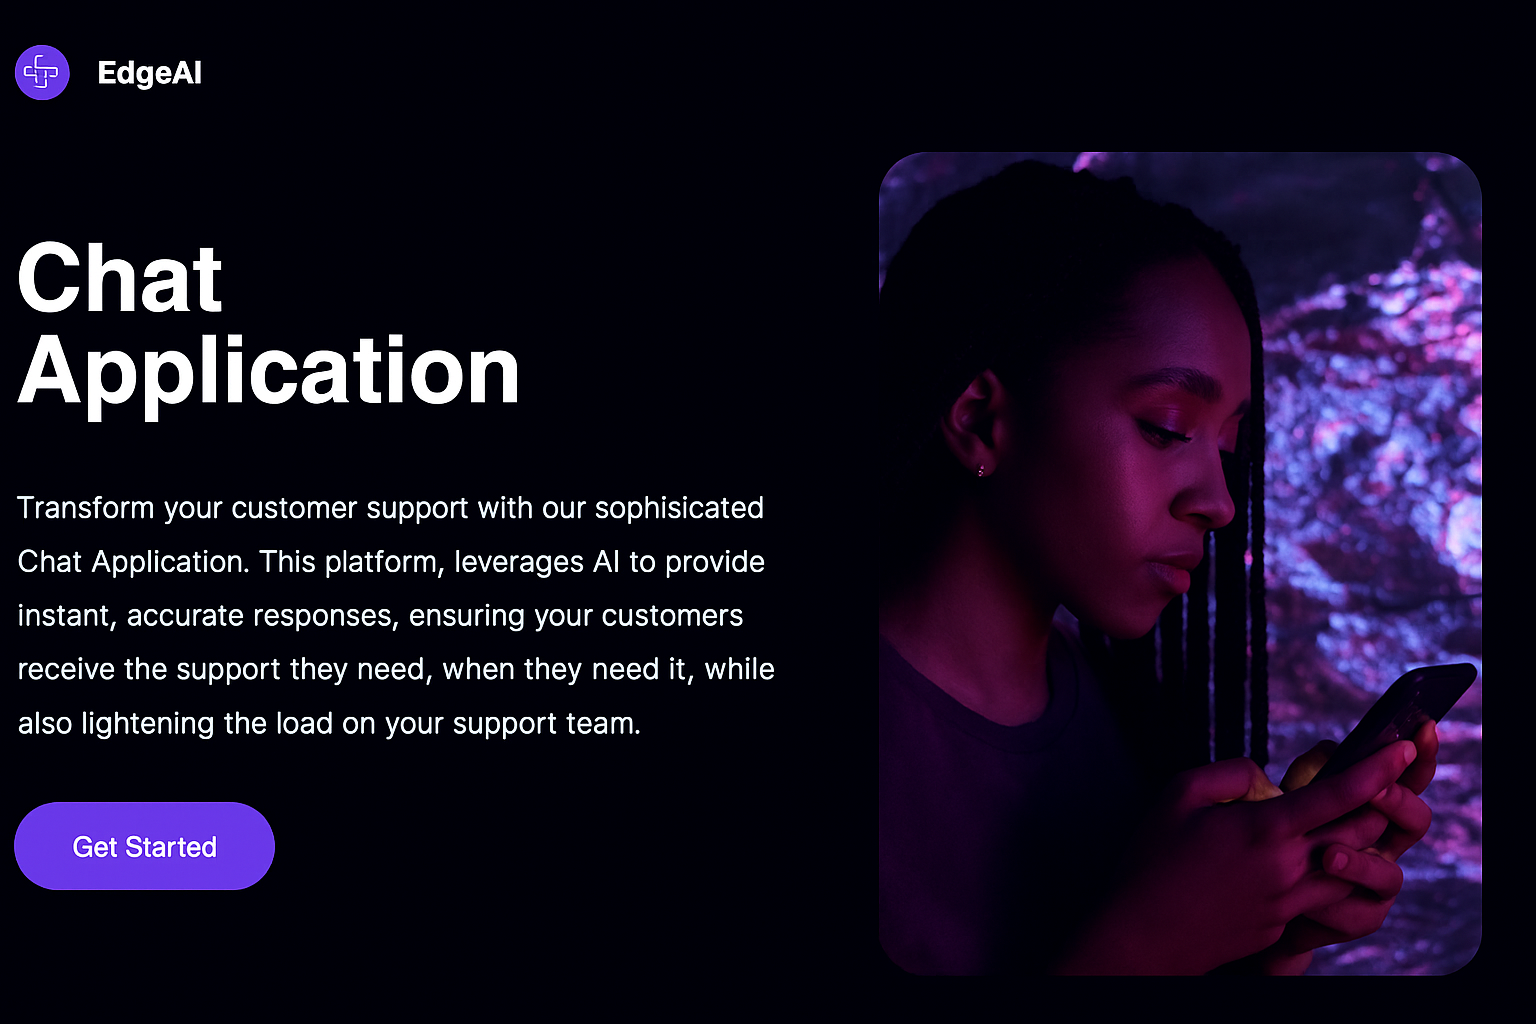 EdgeAI
Chat
Application
Transform your customer support with our sophisicated
Chat Application. This platform, leverages AI to provide
instant, accurate responses, ensuring your customers
receive the support they need, when they need it, while
also lightening the load on your support team.
Get Started